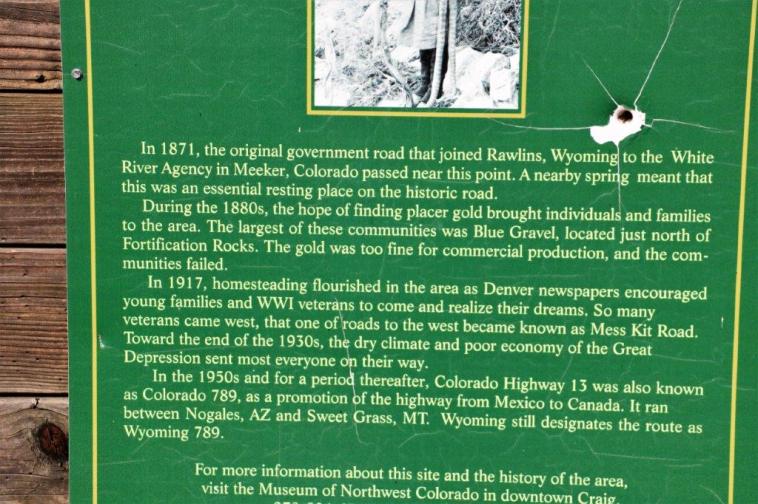 In 1871, the original government road that joined Rawlins, Wyoming to the White
River Agency in Meeker, Colorado passed near this point. A nearby spring meant that
this was an essential resting place on the historic road.
During the 1880s, the hope of finding placer gold brought individuals and families
to the area. The largest of these communities was Blue Gravel, located just north of
Fortification Rocks. The gold was too fine for commercial production, and the com-
munities failed.
In 1917, homesteading flourished in the area as Denver newspapers encouraged
young families and WWI veterans to come and realize their dreams. So many
veterans came west, that one of roads to the west became known as Mess Kit Road.
Toward the end of the 1930s, the dry climate and poor economy of the Great
Depression sent most everyone on their way.
In the 1950s and for a period thereafter, Colorado Highway 13 was also known
as Colorado 789, as a promotion of the highway from Mexico to Canada. It ran
between Nogales, AZ and Sweet Grass, MT. Wyoming still designates the route as
Wyoming 789.
For more information about this site and the history of the area,
visit the Museum of Northwest Colorado in downtown Craig